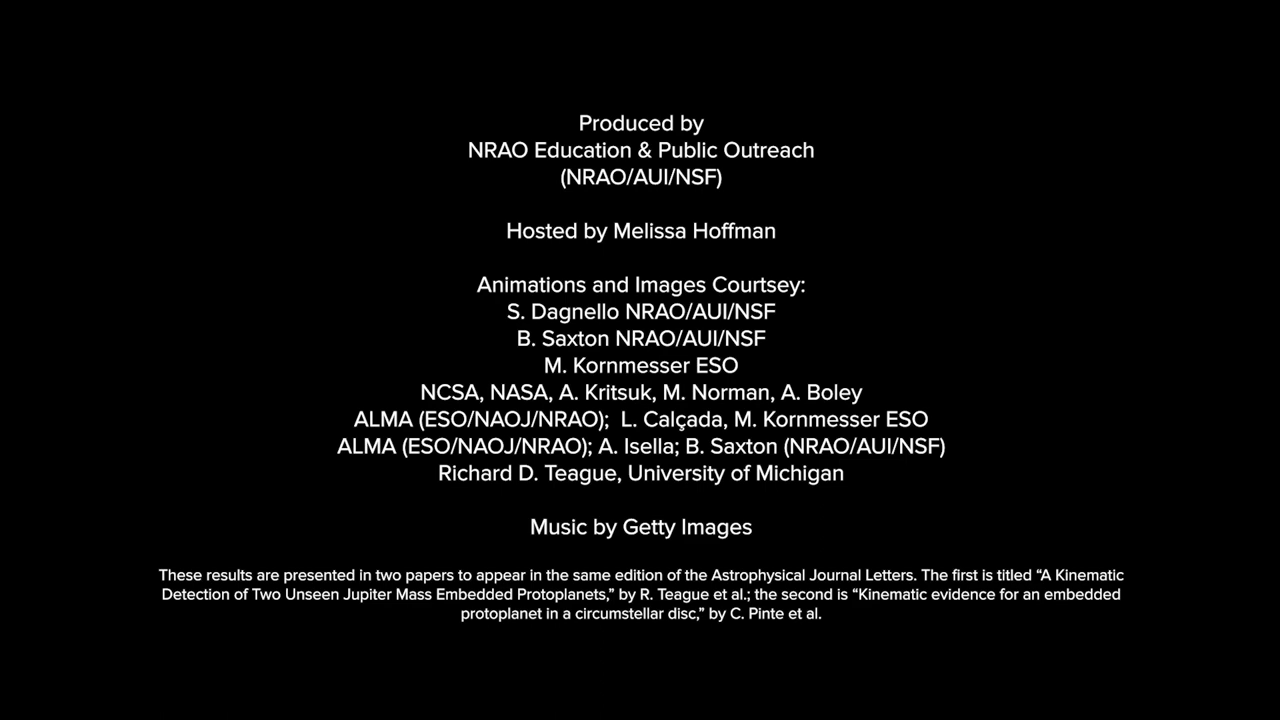 Produced by
NRAO Education & Public Outreach
(NRAO/AUI/NSF)
Hosted by Melissa Hoffman
Animations and Images Courtsey:
S. Dagnello NRAO/AUI/NSF
B. Saxton NRAO/AUI/NSF
M. Kornmesser ESO
NCSA, NASA, A. Kritsuk, M. Norman, A. Boley
ALMA (ESO/NAOJ/NRAO);  L. Calçada, M. Kornmesser ESO
ALMA (ESO/NAOJ/NRAO); A. Isella; B. Saxton (NRAO/AUI/NSF)
Richard D. Teague, University of Michigan
Music by Getty Images
These results are presented in two papers to appear in the same edition of the Astrophysical Journal Letters. The first is titled “A Kinematic
Detection of Two Unseen Jupiter Mass Embedded Protoplanets,” by R. Teague et al.; the second is “Kinematic evidence for an embedded
protoplanet in a circumstellar disc,” by C. Pinte et al.